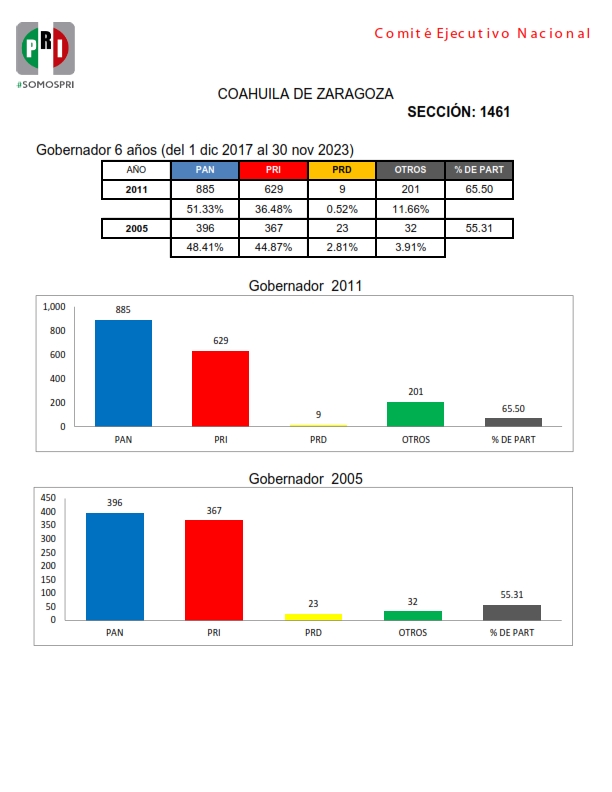 Comité Ejecutivo Nacional
PRI
#SOMOSPRI
COAHUILA DE ZARAGOZA
SECCIÓN: 1461
Gobernador 6 años (del 1 dic 2017 al 30 nov 2023)
AÑO PAN PRI PRD OTROS % DE PART
2011 885 629 9 201 65.50
51.33% 36.48% 0.52% 11.66%
2005 396 367 23 32 55.31
48.41% 44.87% 2.81% 3.91%
Gobernador 2011
1,000
800
600
400
200
0
885
629
9
201
65.50
PAN PRI PRD OTROS % DE PART
Gobernador 2005
450
400
350
300
250
200
150
100
50
0
396
367
23
32
55.31
PAN PRI PRD OTROS % DE PART